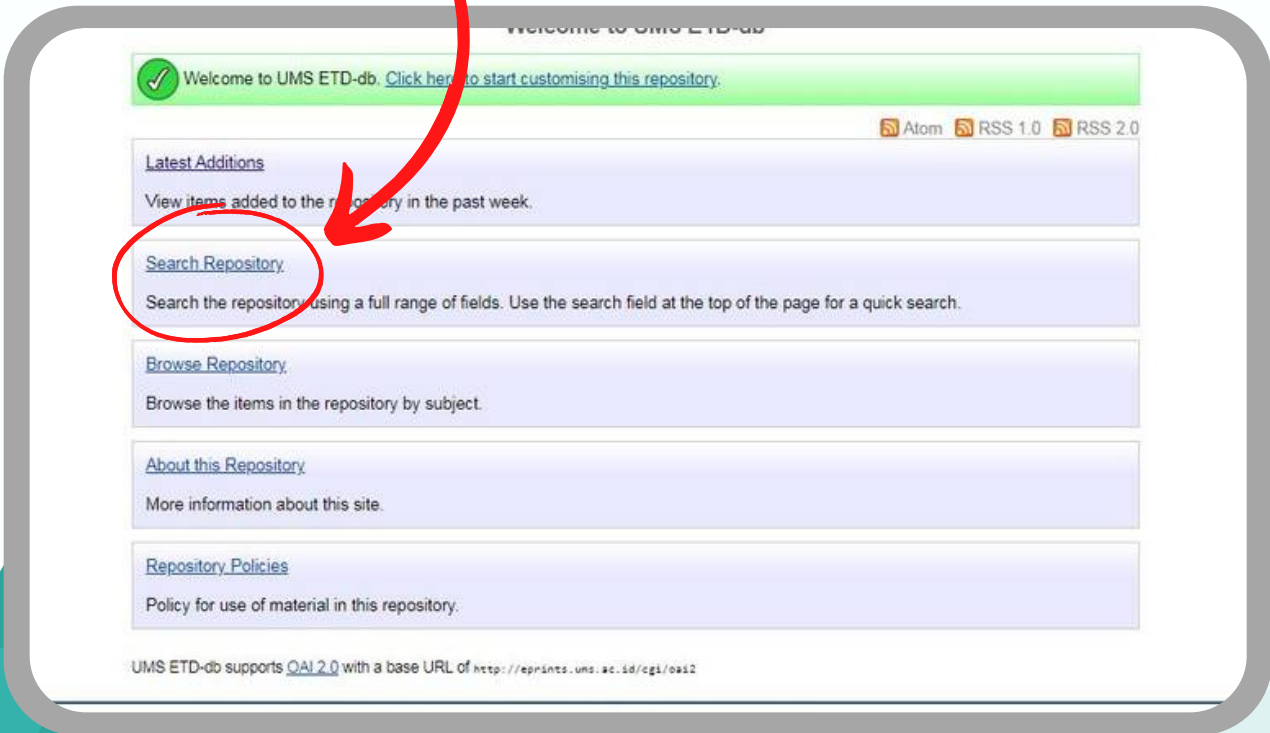 Welcome to UMS ETD-db
Welcome to UMS ETD-db. Click here to start customising this repository.
Atom RSS 1.0 RSS 2.0
Latest Additions
View items added to the repository in the past week.
Search Repository
Search the repository using a full range of fields. Use the search field at the top of the page for a quick search.
Browse Repository
Browse the items in the repository by subject.
About this Repository
More information about this site.
Repository Policies
Policy for use of material in this repository.
UMS ETD-db supports OAI 2.0 with a base URL of http://eprints.ums.ac.id/cgi/oai2